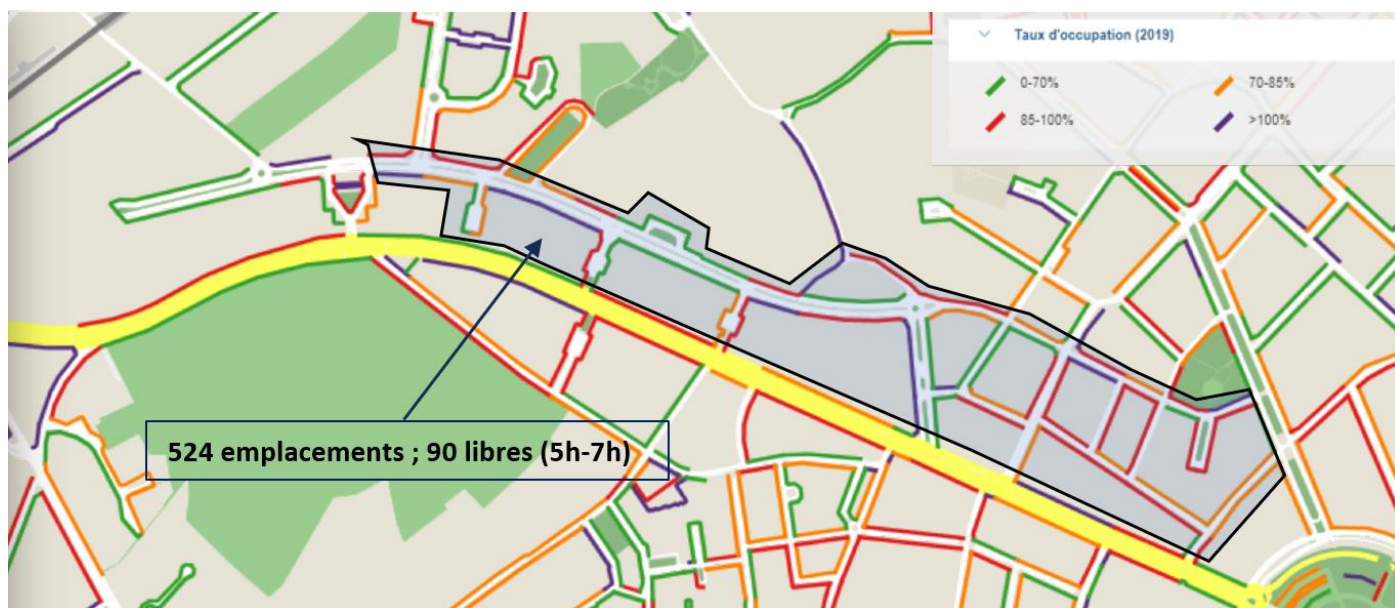 Taux d'occupation (2019)
0-70%
70-85%
85-100%
>100%
524 emplacements ; 90 libres (5h-7h)